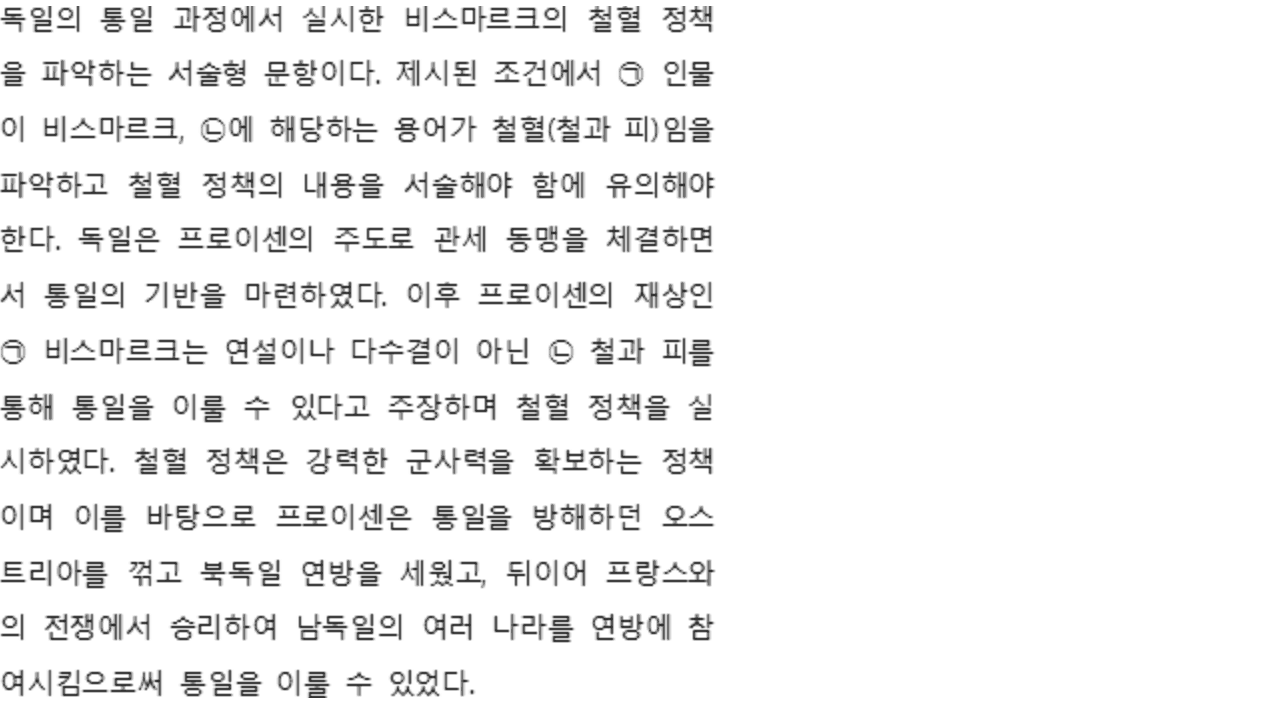 독일의 통일 과정에서 실시한 비스마르크의 철혈 정책
을 파악하는 서술형 문항이다. 제시된 조건에서 ㉠ 인물
이 비스마르크, ㉡에 해당하는 용어가 철혈(철과 피)임을
파악하고 철혈 정책의 내용을 서술해야 함에 유의해야
한다. 독일은 프로이센의 주도로 관세 동맹을 체결하면
서 통일의 기반을 마련하였다. 이후 프로이센의 재상인
㉠ 비스마르크는 연설이나 다수결이 아닌 ㉡ 철과 피를
통해 통일을 이룰 수 있다고 주장하며 철혈 정책을 실
시하였다. 철혈 정책은 강력한 군사력을 확보하는 정책
이며 이를 바탕으로 프로이센은 통일을 방해하던 오스
트리아를 꺾고 북독일 연방을 세웠고, 뒤이어 프랑스와
의 전쟁에서 승리하여 남독일의 여러 나라를 연방에 참
여시킴으로써 통일을 이룰 수 있었다.